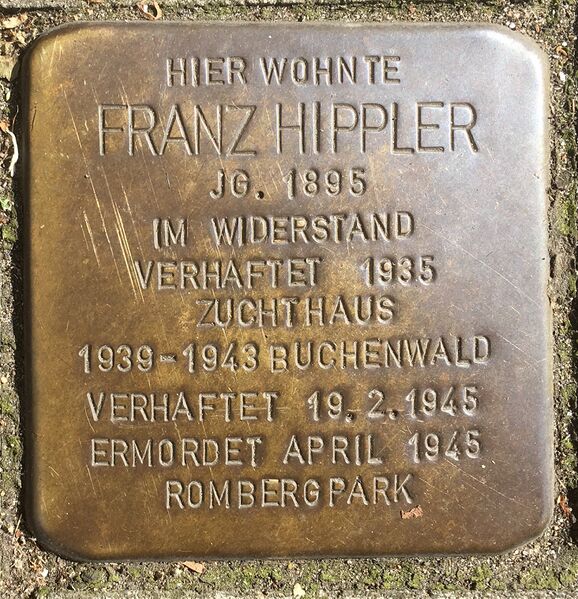 HIER WOHNTE
FRANZ HIPPLER
JG. 1895
IM WIDERSTAND
VERHAFTET 1935
ZUCHTHAUS
1939-1943 BUCHENWALD
VERHAFTET 19.2.1945
ERMORDET APRIL 1945
ROMBERGPARK